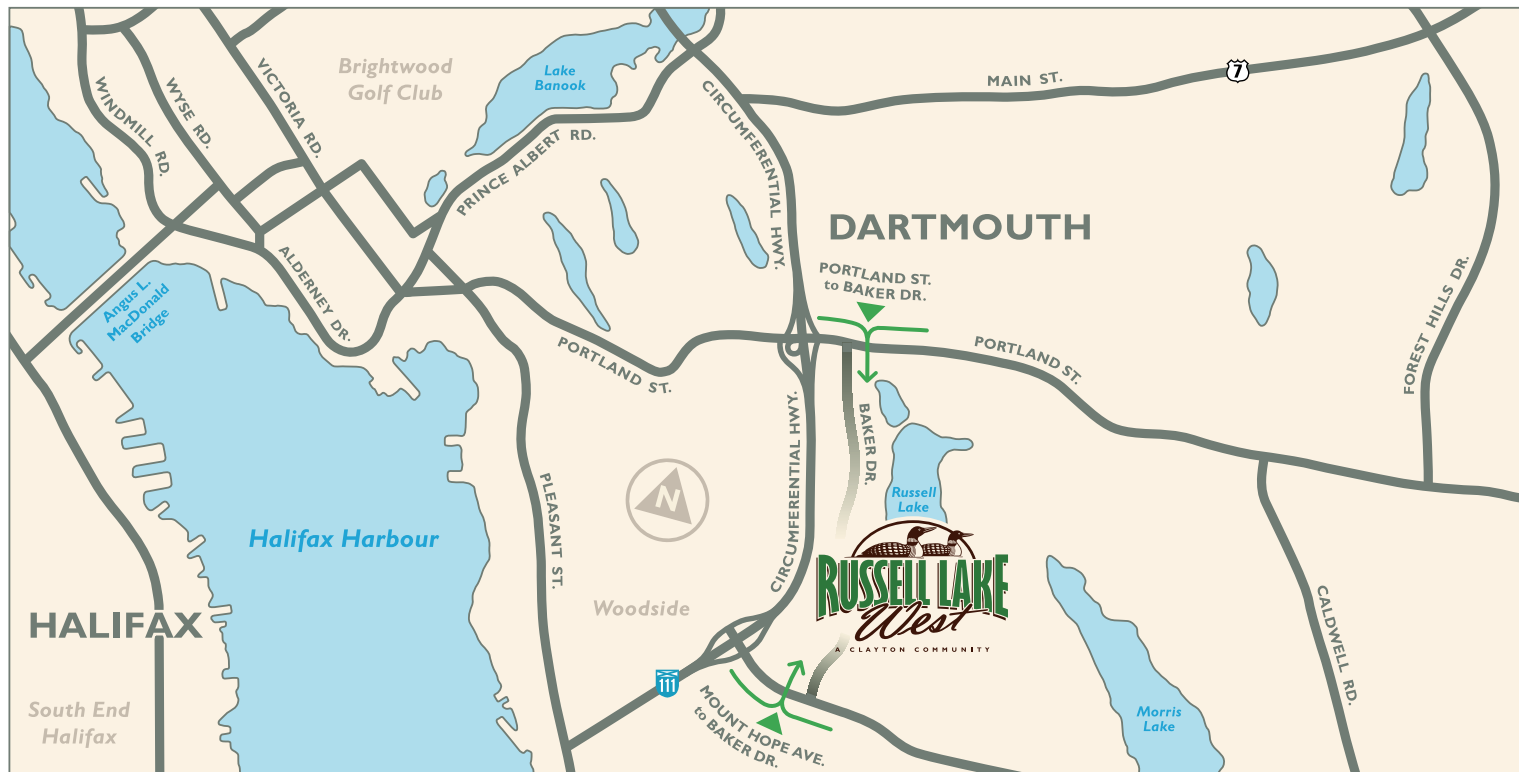 Brightwood
Golf Club
Lake
Banook
MAIN ST.
7
WINDMILL RD.
WYSE RD.
VICTORIA RD.
CIRCUMFERENTIAL HWY.
PRINCE ALBERT RD.
DARTMOUTH
PORTLAND ST.
to BAKER DR.
ALDERNEY DR.
Angus L.
MacDonald
Bridge
PORTLAND ST.
PORTLAND ST.
FOREST HILLS DR.
BAKER DR.
CIRCUMFERENTIAL HWY.
PLEASANT ST.
N
Russell
Lake
Halifax Harbour
RUSSELL LAKE
West
A CLAYTON COMMUNITY
Woodside
HALIFAX
CALDWELL RD.
111
MOUNT HOPE AVE.
to BAKER DR.
South End
Halifax
Morris
Lake